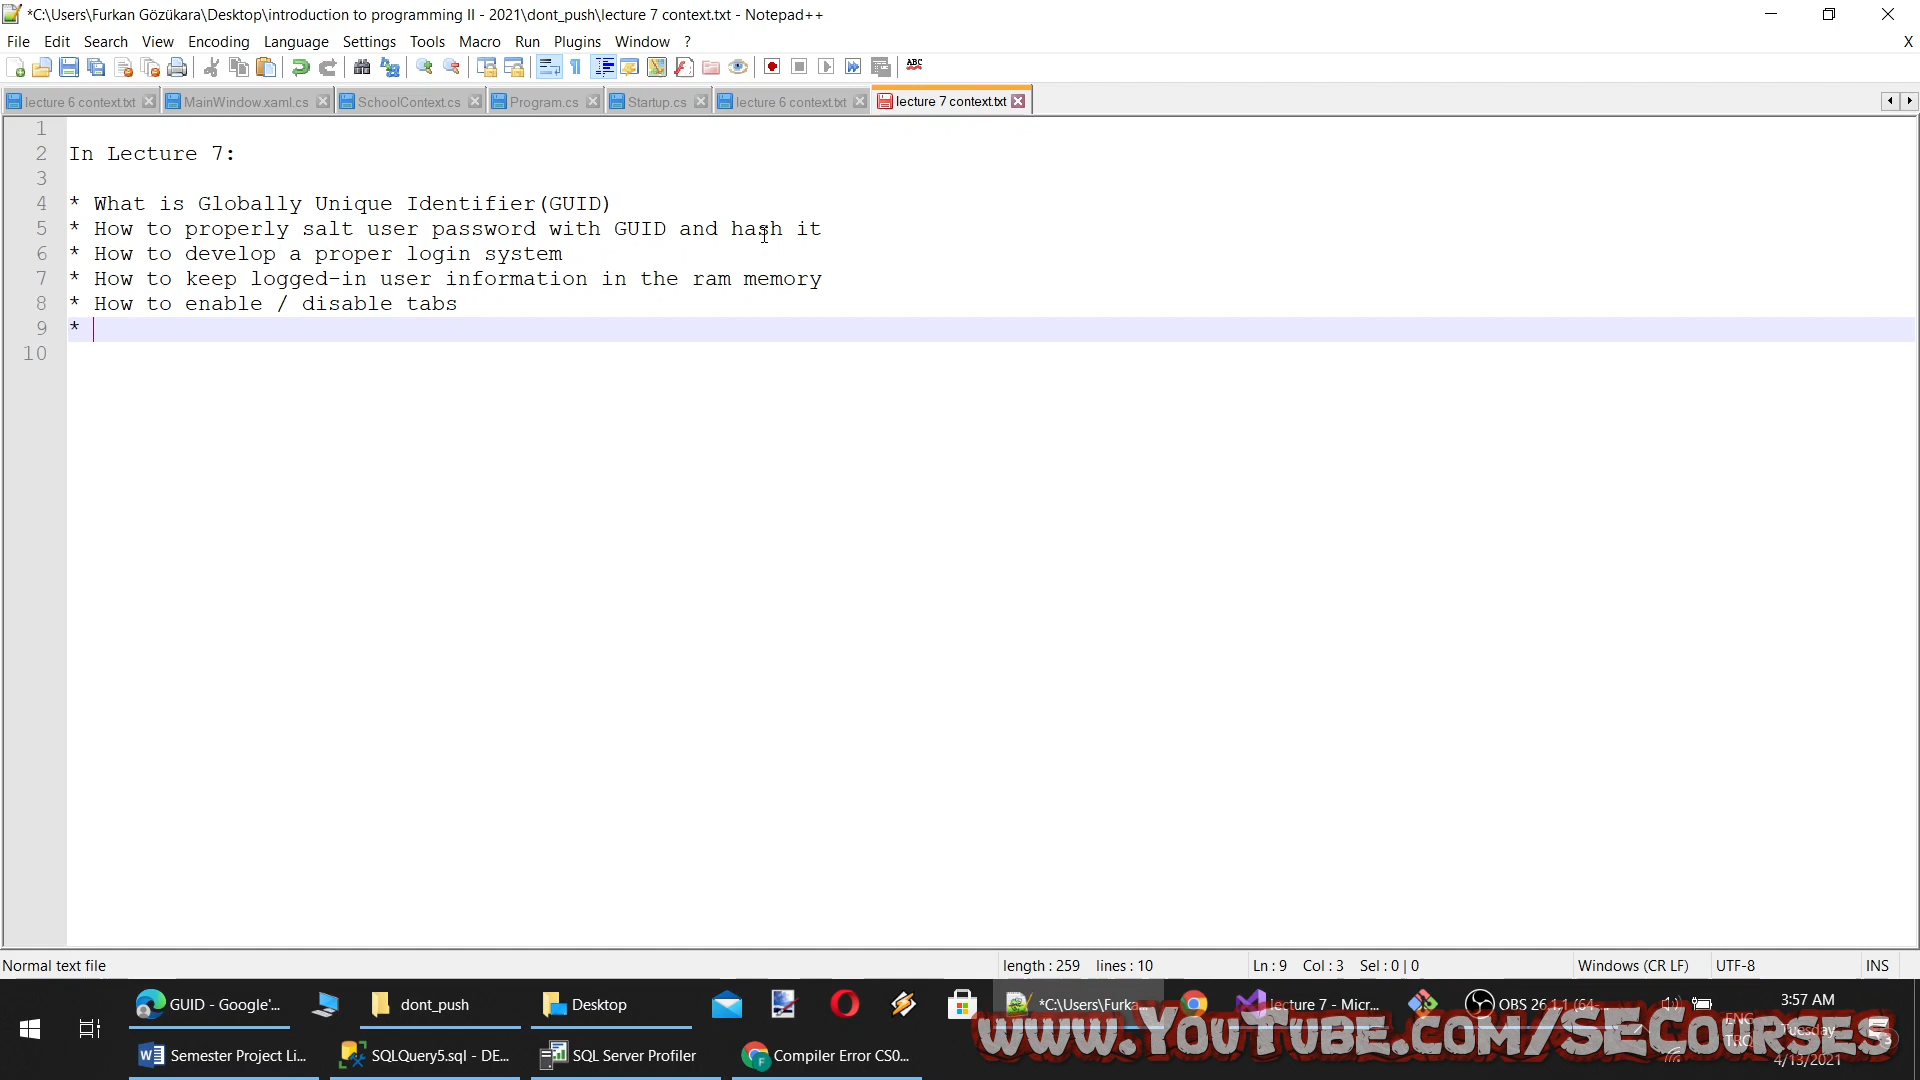 *C:\Users\Furkan Gözükara\Desktop\introduction to programming II - 2021\dont_push\lecture 7 context.txt - Notepad++
File Edit Search View Encoding Language Settings Tools Macro Run Plugins Window ? X
ABC
lecture 6 context.txt MainWindow.xaml.cs SchoolContext.cs Program.cs Startup.cs lecture 6 context.txt lecture 7 context.txt
1
2 In Lecture 7:
3
4 * What is Globally Unique Identifier(GUID)
5 * How to properly salt user password with GUID and hash it
6 * How to develop a proper login system
7 * How to keep logged-in user information in the ram memory
8 * How to enable / disable tabs
9 *
10
Normal text file length : 259 lines : 10 Ln : 9 Col : 3 Sel : 0 | 0 Windows (CR LF) UTF-8 INS
GUID - Google'... dont_push Desktop *C:\Users\Furka... lecture 7 - Micr... OBS 26.1.1 (64-... 3:57 AM
ENG Tuesday
www.YouTube.com/SECourses
Semester Project Li... SQLQuery5.sql - DE... SQL Server Profiler Compiler Error CS0... 4/13/2021